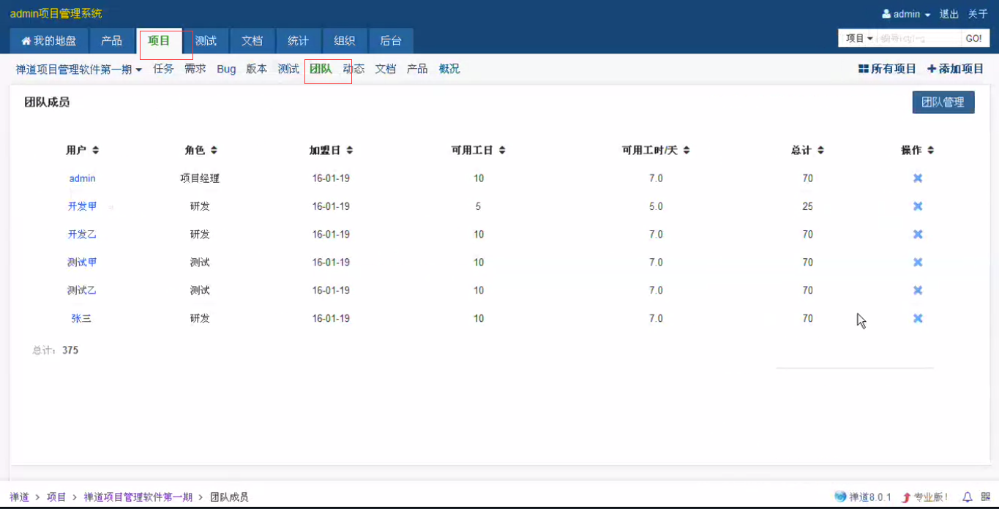 admin项目管理系统 admin 退出 关于
我的地盘 产品 项目 测试 文档 统计 组织 后台 项目 GO!
禅道项目管理软件第一期 任务 需求 Bug 版本 测试 团队 动态 文档 产品 概况 所有项目 添加项目
团队成员 团队管理
用户 角色 加盟日 可用工日 可用工时/天 总计 操作
admin 项目经理 16-01-19 10 7.0 70
开发甲 研发 16-01-19 5 5.0 25
开发乙 研发 16-01-19 10 7.0 70
测试甲 测试 16-01-19 10 7.0 70
测试乙 测试 16-01-19 10 7.0 70
张三 研发 16-01-19 10 7.0 70
总计：375
禅道 > 项目 > 禅道项目管理软件第一期 > 团队成员 禅道8.0.1 专业版！